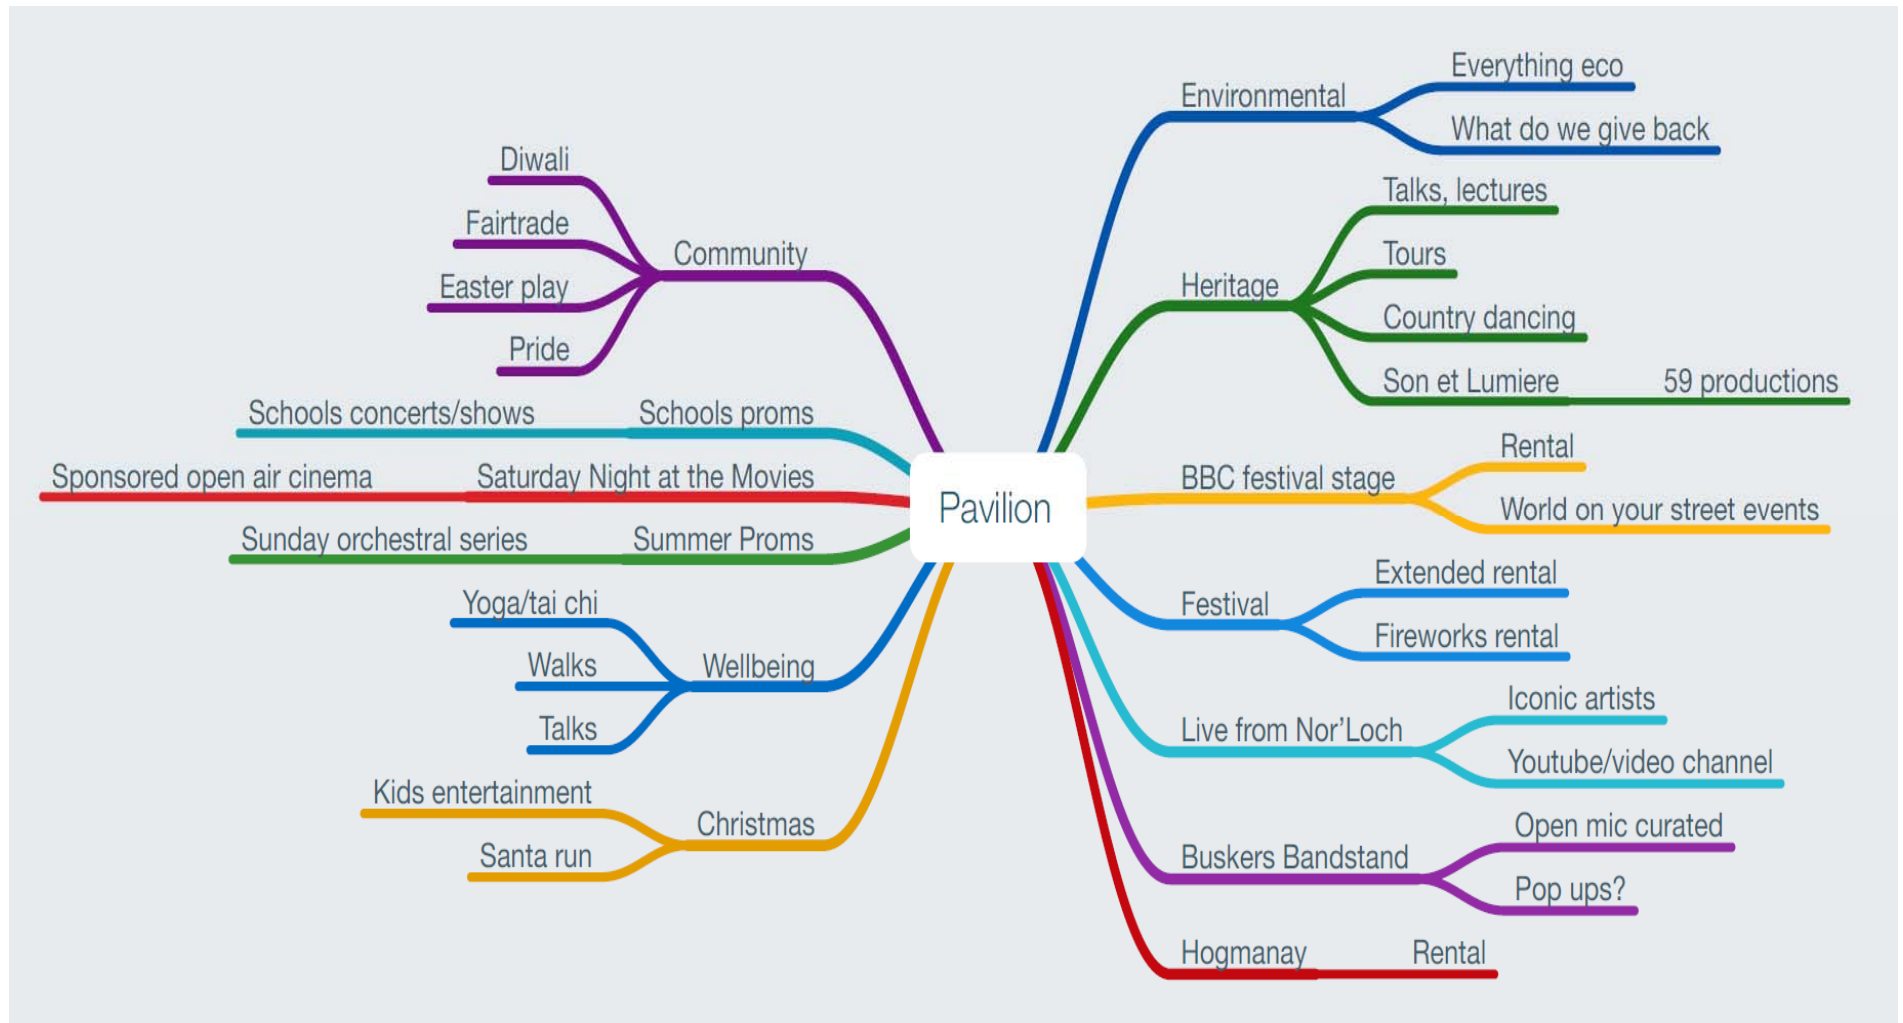 Pavilion
Environmental
Everything eco
What do we give back
Heritage
Talks, lectures
Tours
Country dancing
Son et Lumiere
59 productions
BBC festival stage
Rental
World on your street events
Festival
Extended rental
Fireworks rental
Live from Nor’Loch
Iconic artists
Youtube/video channel
Buskers Bandstand
Open mic curated
Pop ups?
Hogmanay
Rental
Community
Diwali
Fairtrade
Easter play
Pride
Schools proms
Schools concerts/shows
Saturday Night at the Movies
Sponsored open air cinema
Summer Proms
Sunday orchestral series
Wellbeing
Yoga/tai chi
Walks
Talks
Christmas
Kids entertainment
Santa run